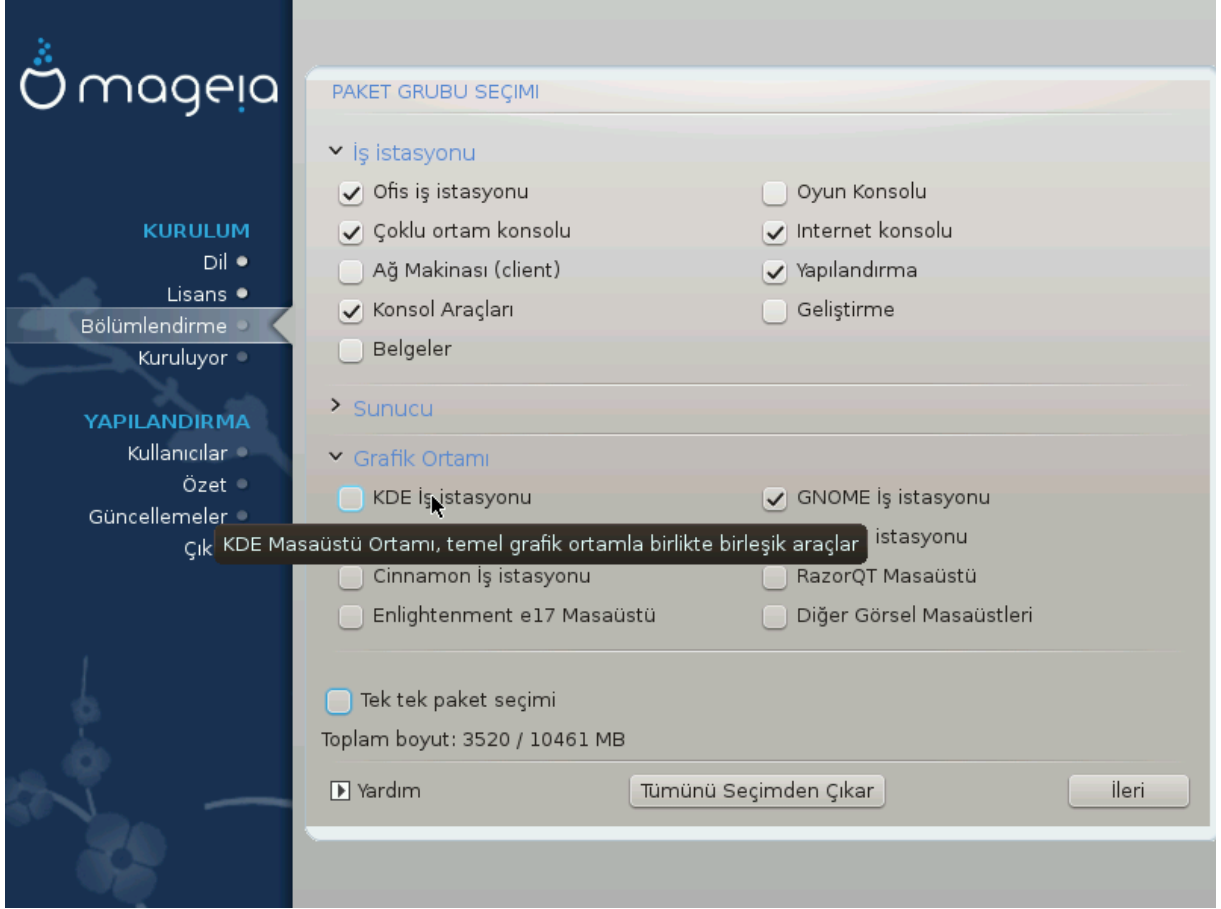 mageia
KURULUM
Dil
Lisans
Bölümlendirme
Kuruluyor
YAPILANDIRMA
Kullanıcılar
Özet
Güncellemeler
Çık
PAKET GRUBU SEÇIMI
İş istasyonu
Ofis iş istasyonu
Oyun Konsolu
Çoklu ortam konsolu
Internet konsolu
Ağ Makinası (client)
Yapılandırma
Konsol Araçları
Geliştirme
Belgeler
Sunucu
Grafik Ortamı
KDE İş istasyonu
GNOME İş istasyonu
KDE Masaüstü Ortamı, temel grafik ortamla birlikte birleşik araçlar
istasyonu
Cinnamon İş istasyonu
RazorQT Masaüstü
Enlightenment e17 Masaüstü
Diğer Görsel Masaüstleri
Tek tek paket seçimi
Toplam boyut: 3520 / 10461 MB
Yardım
Tümünü Seçimden Çıkar
İleri